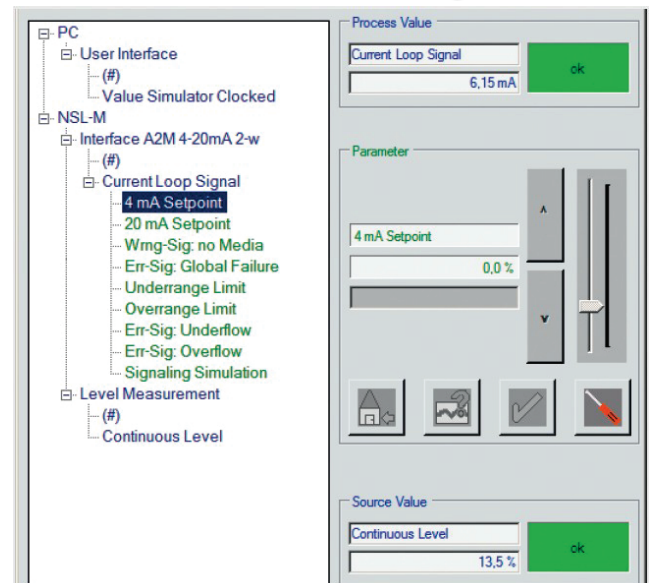 PC
User Interface
(#)
Value Simulator Clocked
NSL-M
Interface A2M 4-20mA 2-w
(#)
Current Loop Signal
4 mA Setpoint
20 mA Setpoint
Wrng-Sig: no Media
Err-Sig: Global Failure
Underrange Limit
Overrange Limit
Err-Sig: Underflow
Err-Sig: Overflow
Signaling Simulation
Level Measurement
(#)
Continuous Level
Process Value
Current Loop Signal
6,15 mA
ok
Parameter
4 mA Setpoint
0,0 %
Source Value
Continuous Level
13,5 %
ok